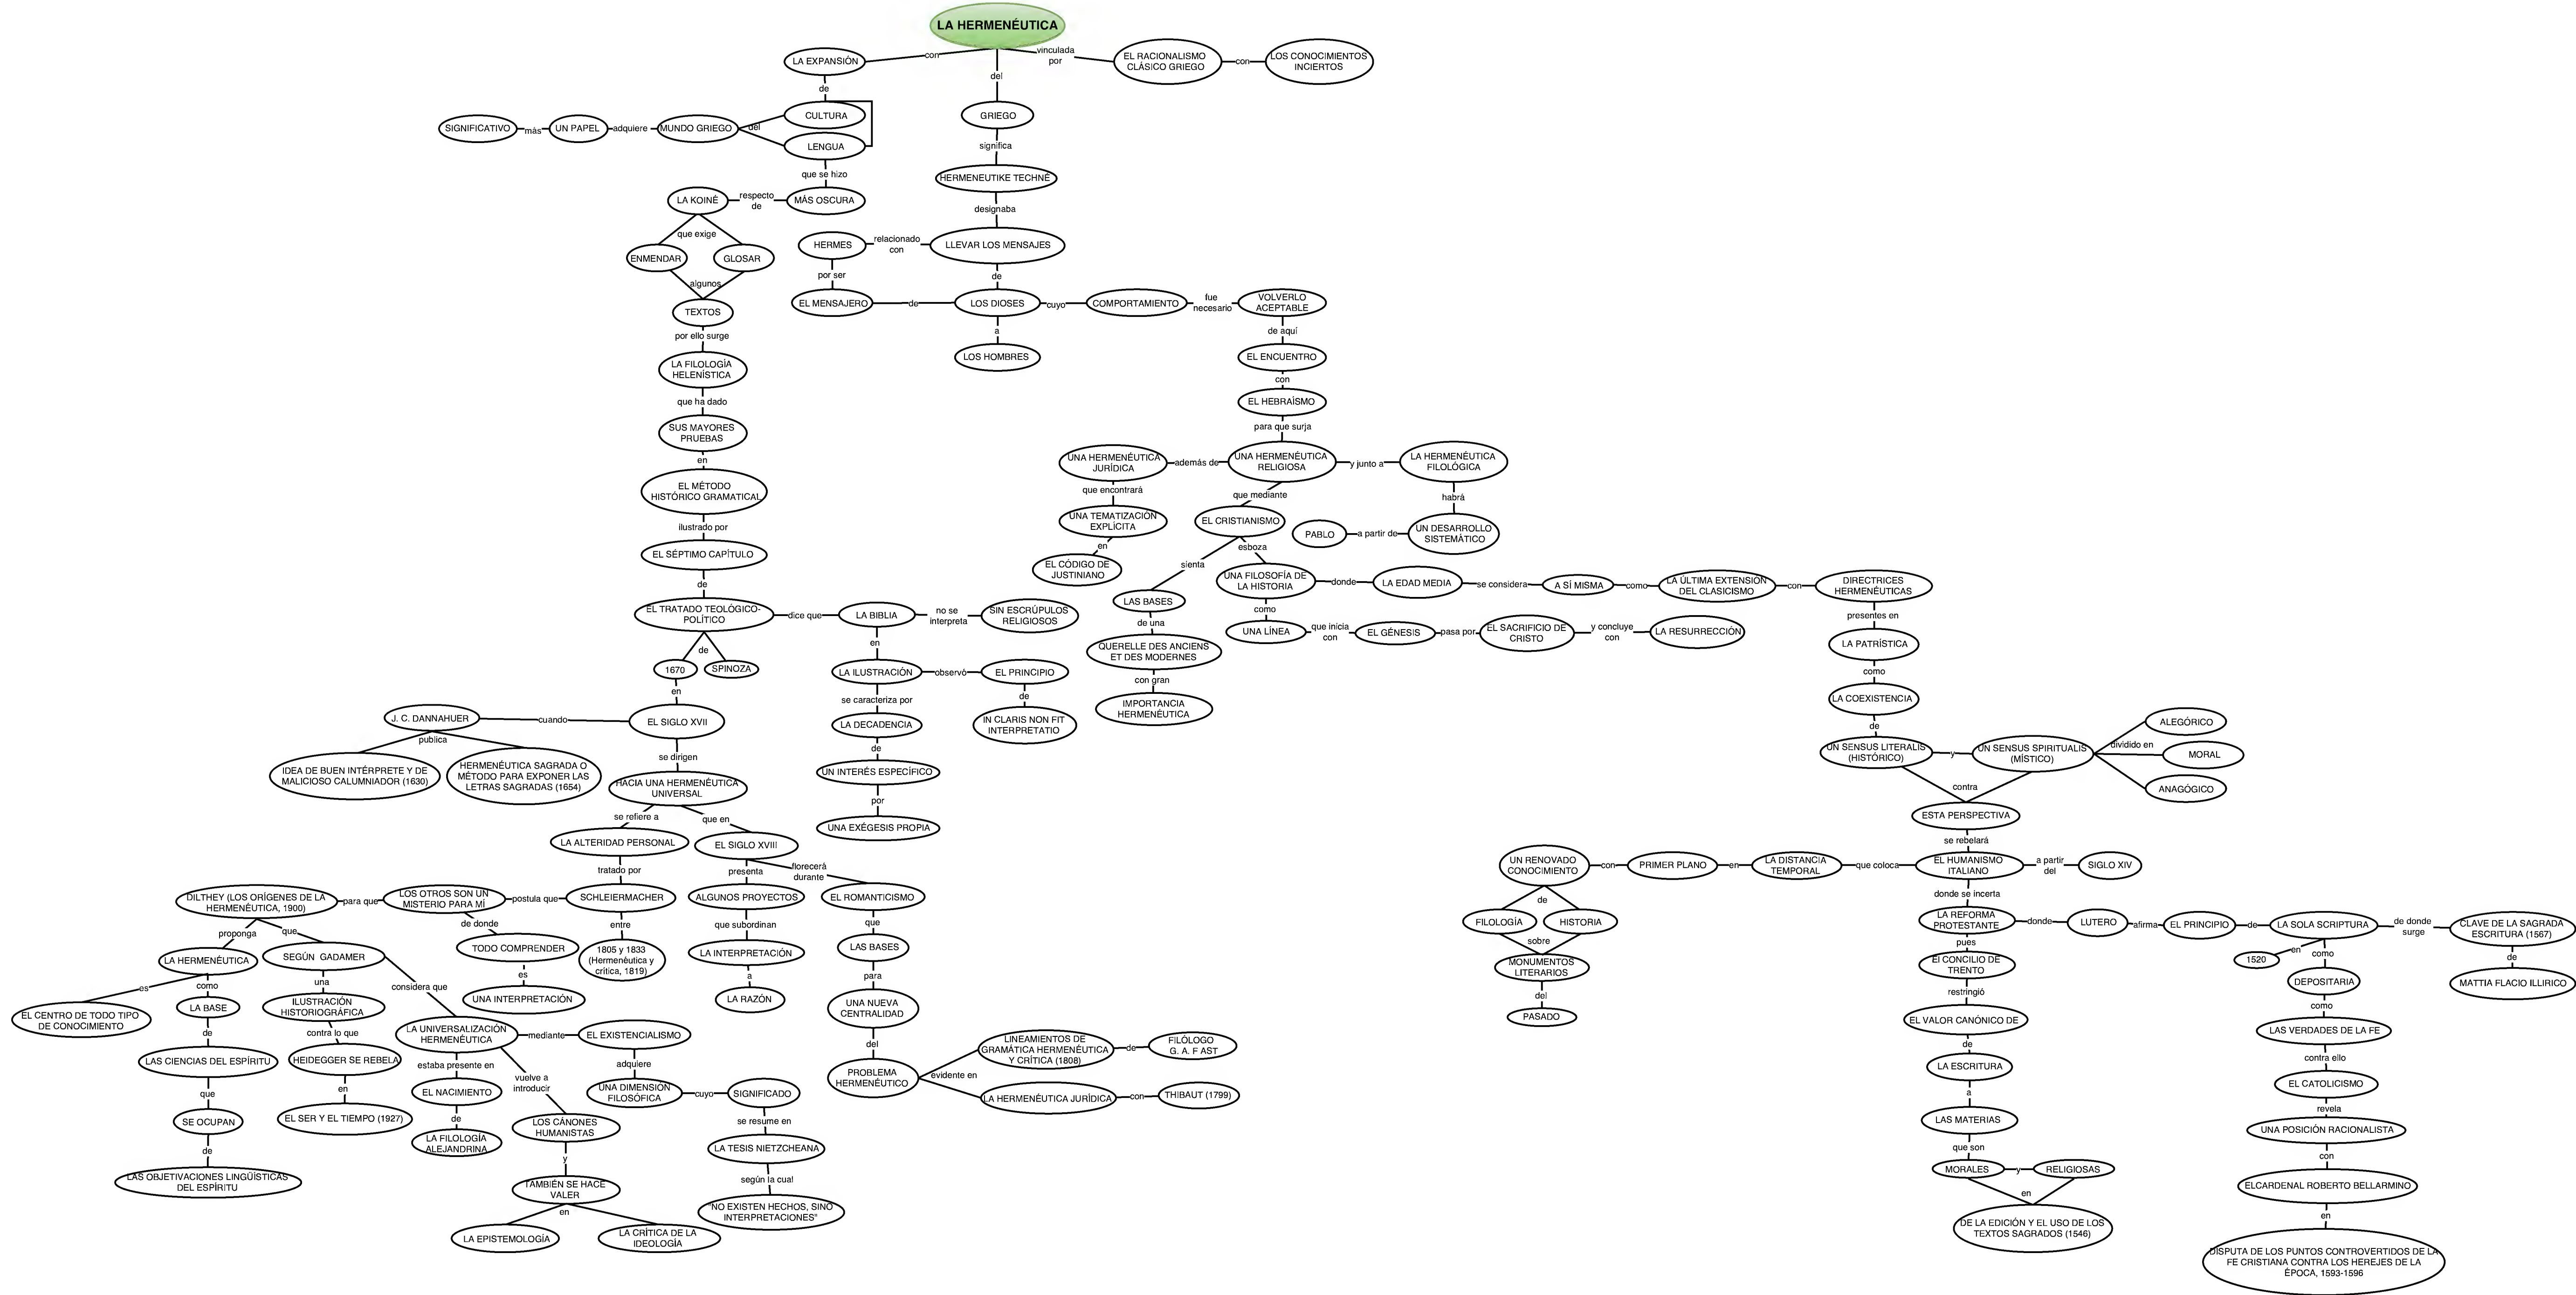 LA HERMENÉUTICA
con
vinculada
por
del
LA EXPANSIÓN
EL RACIONALISMO
CLÁSICO GRIEGO
con
LOS CONOCIMIENTOS
INCIERTOS
de
CULTURA
LENGUA
del
MUNDO GRIEGO
adquiere
UN PAPEL
más
SIGNIFICATIVO
que se hizo
MÁS OSCURA
respecto
de
LA KOINÉ
que exige
ENMENDAR
GLOSAR
algunos
TEXTOS
por ello surge
LA FILOLOGÍA
HELENÍSTICA
que ha dado
SUS MAYORES
PRUEBAS
en
EL MÉTODO
HISTÓRICO GRAMATICAL
ilustrado por
EL SÉPTIMO CAPÍTULO
de
EL TRATADO TEOLÓGICO-
POLÍTICO
dice que
LA BIBLIA
no se
interpreta
SIN ESCRÚPULOS
RELIGIOSOS
en
LA ILUSTRACIÓN
observó
EL PRINCIPIO
de
IN CLARIS NON FIT
INTERPRETATIO
se caracteriza por
LA DECADENCIA
de
UN INTERÉS ESPECÍFICO
por
UNA EXÉGESIS PROPIA
de
1670
SPINOZA
en
EL SIGLO XVII
cuando
J. C. DANNAHUER
publica
IDEA DE BUEN INTÉRPRETE Y DE
MALICIOSO CALUMNIADOR (1630)
HERMENÉUTICA SAGRADA O
MÉTODO PARA EXPONER LAS
LETRAS SAGRADAS (1654)
se dirigen
HACIA UNA HERMENÉUTICA
UNIVERSAL
se refiere a
LA ALTERIDAD PERSONAL
tratado por
SCHLEIERMACHER
entre
1805 y 1833
(Hermenéutica y
crítica, 1819)
postula que
LOS OTROS SON UN
MISTERIO PARA MÍ
de donde
TODO COMPRENDER
es
UNA INTERPRETACIÓN
para que
DILTHEY (LOS ORÍGENES DE LA
HERMENÉUTICA, 1900)
proponga
LA HERMENÉUTICA
es
EL CENTRO DE TODO TIPO
DE CONOCIMIENTO
como
LA BASE
de
LAS CIENCIAS DEL ESPÍRITU
que
SE OCUPAN
de
LAS OBJETIVACIONES LINGÜÍSTICAS
DEL ESPÍRITU
que
SEGÚN GADAMER
una
ILUSTRACIÓN
HISTORIOGRÁFICA
contra lo que
HEIDEGGER SE REBELA
en
EL SER Y EL TIEMPO (1927)
considera que
LA UNIVERSALIZACIÓN
HERMENÉUTICA
estaba presente en
EL NACIMIENTO
de
LA FILOLOGÍA
ALEJANDRINA
vuelve a
introducir
LOS CÁNONES
HUMANISTAS
y
TAMBIÉN SE HACE
VALER
en
LA EPISTEMOLOGÍA
LA CRÍTICA DE LA
IDEOLOGÍA
mediante
EL EXISTENCIALISMO
adquiere
UNA DIMENSIÓN
FILOSÓFICA
cuyo
SIGNIFICADO
se resume en
LA TESIS NIETZCHEANA
según la cual
"NO EXISTEN HECHOS, SINO
INTERPRETACIONES"
que en
EL SIGLO XVIII
presenta
ALGUNOS PROYECTOS
que subordinan
LA INTERPRETACIÓN
a
LA RAZÓN
florecerá
durante
EL ROMANTICISMO
que
LAS BASES
para
UNA NUEVA
CENTRALIDAD
del
PROBLEMA
HERMENÉUTICO
evidente en
LINEAMIENTOS DE
GRAMÁTICA HERMENÉUTICA
Y CRÍTICA (1808)
de
FILÓLOGO
G. A. F AST
LA HERMENÉUTICA JURÍDICA
con
THIBAUT (1799)
GRIEGO
significa
HERMENEUTIKE TECHNÉ
designaba
LLEVAR LOS MENSAJES
relacionado
con
HERMES
por ser
EL MENSAJERO
de
de
LOS DIOSES
a
LOS HOMBRES
cuyo
COMPORTAMIENTO
fue
necesario
VOLVERLO
ACEPTABLE
de aquí
EL ENCUENTRO
con
EL HEBRAÍSMO
para que surja
UNA HERMENÉUTICA
RELIGIOSA
además de
UNA HERMENÉUTICA
JURÍDICA
que encontrará
UNA TEMATIZACIÓN
EXPLÍCITA
en
EL CÓDIGO DE
JUSTINIANO
y junto a
LA HERMENÉUTICA
FILOLÓGICA
habrá
UN DESARROLLO
SISTEMÁTICO
a partir de
PABLO
que mediante
EL CRISTIANISMO
sienta
LAS BASES
de una
QUERELLE DES ANCIENS
ET DES MODERNES
con gran
IMPORTANCIA
HERMENÉUTICA
esboza
UNA FILOSOFÍA DE
LA HISTORIA
como
UNA LÍNEA
que inicia
con
EL GÉNESIS
pasa por
EL SACRIFICIO DE
CRISTO
y concluye
con
LA RESURRECCIÓN
donde
LA EDAD MEDIA
se considera
A SÍ MISMA
como
LA ÚLTIMA EXTENSIÓN
DEL CLASICISMO
con
DIRECTRICES
HERMENÉUTICAS
presentes en
LA PATRÍSTICA
como
LA COEXISTENCIA
de
UN SENSUS LITERALIS
(HISTÓRICO)
y
UN SENSUS SPIRITUALIS
(MÍSTICO)
dividido en
ALEGÓRICO
MORAL
ANAGÓGICO
contra
ESTA PERSPECTIVA
se rebelará
EL HUMANISMO
ITALIANO
a partir
del
SIGLO XIV
que coloca
LA DISTANCIA
TEMPORAL
en
PRIMER PLANO
con
UN RENOVADO
CONOCIMIENTO
de
FILOLOGÍA
HISTORIA
sobre
MONUMENTOS
LITERARIOS
del
PASADO
donde se incerta
LA REFORMA
PROTESTANTE
pues
El CONCILIO DE
TRENTO
restringió
EL VALOR CANÓNICO DE
de
LA ESCRITURA
a
LAS MATERIAS
que son
MORALES
y
RELIGIOSAS
en
DE LA EDICIÓN Y EL USO DE LOS
TEXTOS SAGRADOS (1546)
donde
LUTERO
afirma
EL PRINCIPIO
de
LA SOLA SCRIPTURA
en
1520
como
DEPOSITARIA
como
LAS VERDADES DE LA FE
contra ello
EL CATOLICISMO
revela
UNA POSICIÓN RACIONALISTA
con
ELCARDENAL ROBERTO BELLARMINO
en
DISPUTA DE LOS PUNTOS CONTROVERTIDOS DE LA
FE CRISTIANA CONTRA LOS HEREJES DE LA
ÉPOCA, 1593-1596
de donde
surge
CLAVE DE LA SAGRADA
ESCRITURA (1567)
de
MATTIA FLACIO ILLIRICO